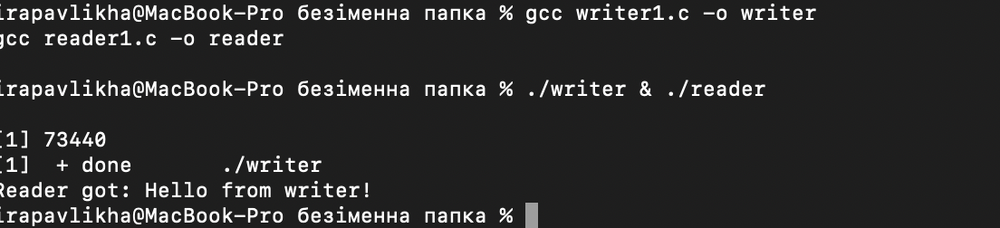 irapavlikha@MacBook-Pro безіменна папка % gcc writer1.c -o writer
gcc reader1.c -o reader
irapavlikha@MacBook-Pro безіменна папка % ./writer & ./reader
[1] 73440
[1]  + done       ./writer
Reader got: Hello from writer!
irapavlikha@MacBook-Pro безіменна папка %